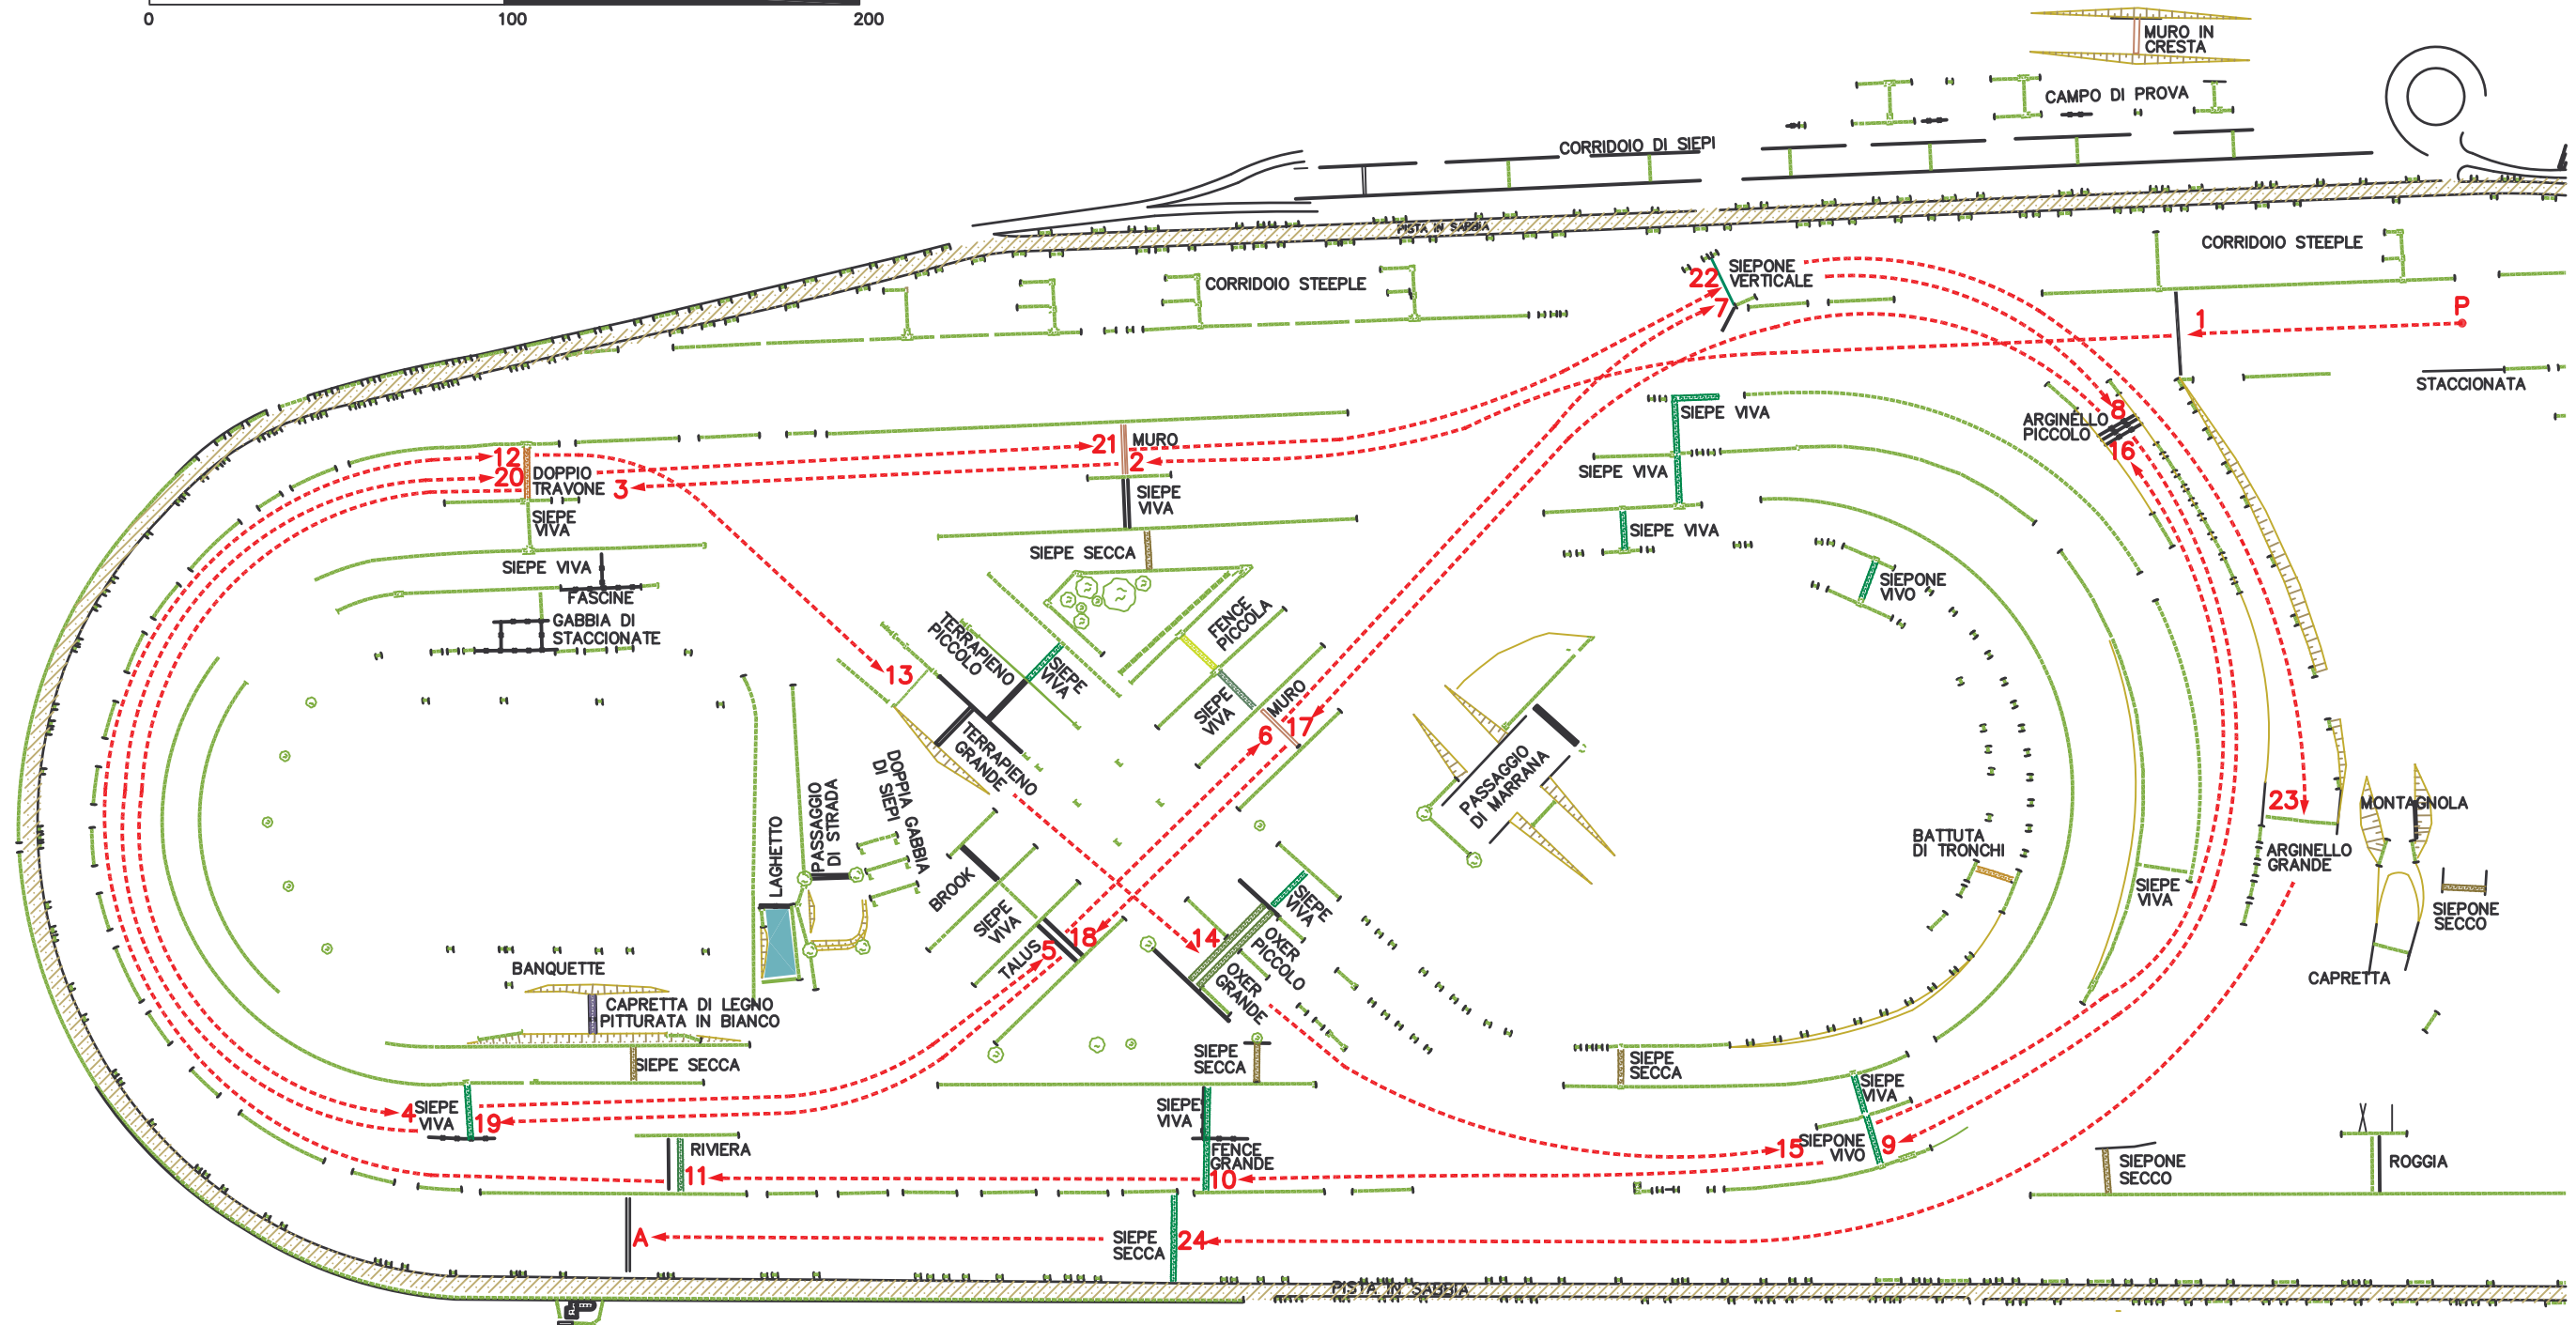 0 100 200
MURO IN
CRESTA
CAMPO DI PROVA
CORRIDOIO DI SIEPI
PISTA IN SABBIA
CORRIDOIO STEEPLE
CORRIDOIO STEEPLE
22
SIEPONE
VERTICALE
7
P
1
STACCIONATA
8
ARGINELLO
PICCOLO
16
SIEPE VIVA
SIEPE VIVA
SIEPE VIVA
SIEPONE
VIVO
12
20
DOPPIO
TRAVONE
3
21
MURO
2
SIEPE
VIVA
SIEPE
VIVA
SIEPE SECCA
SIEPE VIVA
FASCINE
GABBIA DI
STACCIONATE
TERRAPIENO
PICCOLO
SIEPE
VIVA
FENCE
PICCOLA
SIEPE
VIVA
MURO
13
6
17
TERRAPIENO
GRANDE
PASSAGGIO
DI MARRANA
LAGHETTO
PASSAGGIO
DI STRADA
DOPPIA GABBIA
DI SIEPI
BROOK
SIEPE
VIVA
TALUS
5
18
14
SIEPE
VIVA
OXER
PICCOLO
OXER
GRANDE
BATTUTA
DI TRONCHI
23
ARGINELLO
GRANDE
MONTAGNOLA
SIEPE
VIVA
SIEPONE
SECCO
CAPRETTA
BANQUETTE
CAPRETTA DI LEGNO
PITTURATA IN BIANCO
SIEPE SECCA
SIEPE
SECCA
SIEPE
SECCA
SIEPE
VIVA
4
SIEPE
VIVA
19
SIEPE
VIVA
RIVIERA
11
FENCE
GRANDE
10
15
SIEPONE
VIVO
9
SIEPONE
SECCO
ROGGIA
A
SIEPE
SECCA
24
PISTA IN SABBIA